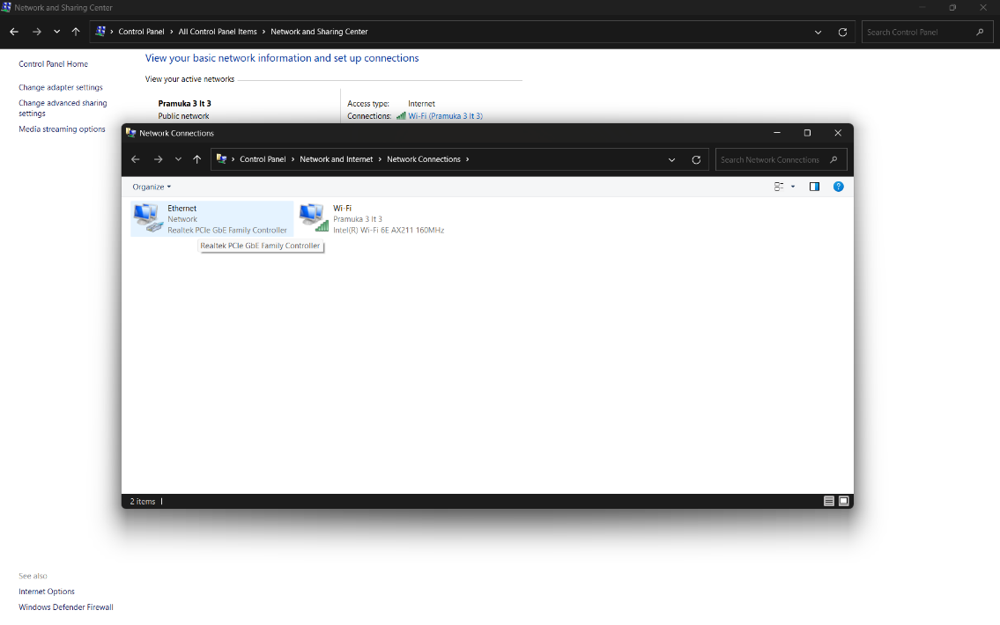 Network and Sharing Center
Control Panel > All Control Panel Items > Network and Sharing Center
Search Control Panel
Control Panel Home
Change adapter settings
Change advanced sharing
settings
Media streaming options
View your basic network information and set up connections
View your active networks
Pramuka 3 lt 3
Public network
Access type: Internet
Connections: Wi-Fi (Pramuka 3 lt 3)
Network Connections
Control Panel > Network and Internet > Network Connections >
Search Network Connections
Organize
Ethernet
Network
Realtek PCIe GbE Family Controller
Wi-Fi
Pramuka 3 lt 3
Intel(R) Wi-Fi 6E AX211 160MHz
Realtek PCIe GbE Family Controller
2 items
See also
Internet Options
Windows Defender Firewall